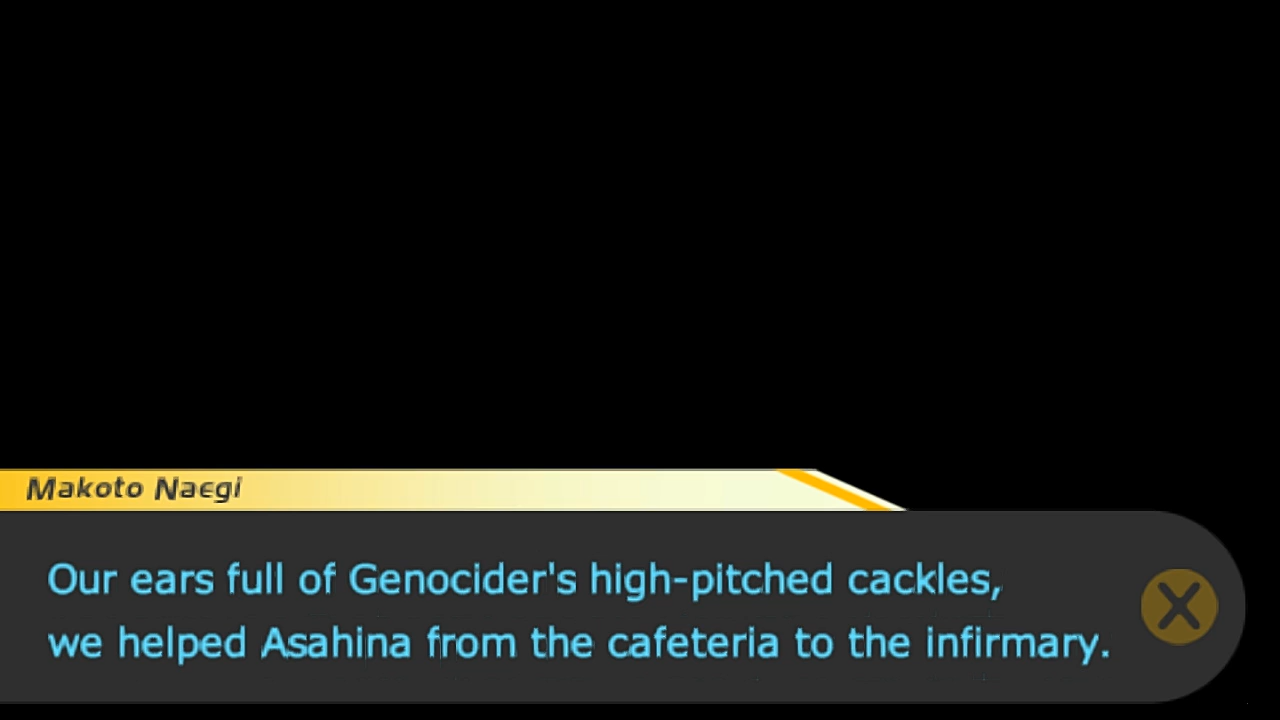 Makoto Naegi
Our ears full of Genocider's high-pitched cackles,
we helped Asahina from the cafeteria to the infirmary.